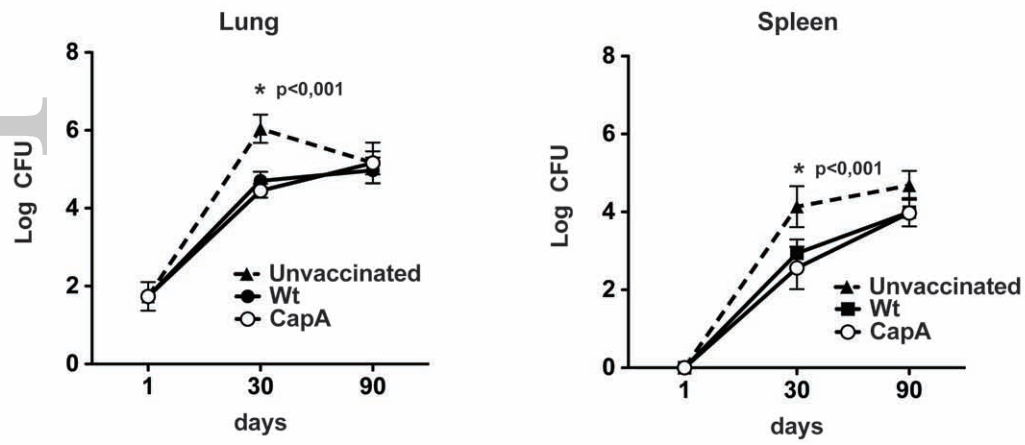 Lung
8
6
4
2
0
Log CFU
* p<0,001
Unvaccinated
Wt
CapA
1 30 90
days
Spleen
8
6
4
2
0
Log CFU
* p<0,001
Unvaccinated
Wt
CapA
1 30 90
days